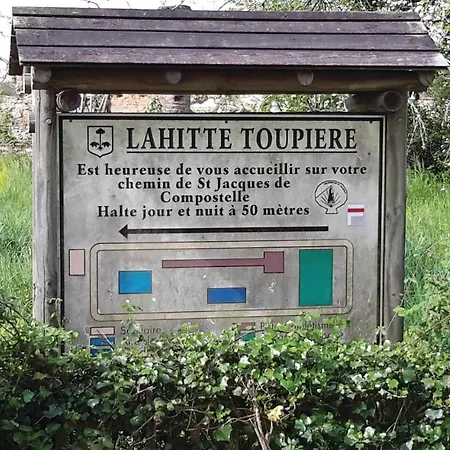 LAHITTE TOUPIERE
Est heureuse de vous accueillir sur votre
chemin de St Jacques de
Compostelle
Halte jour et nuit à 50 mètres